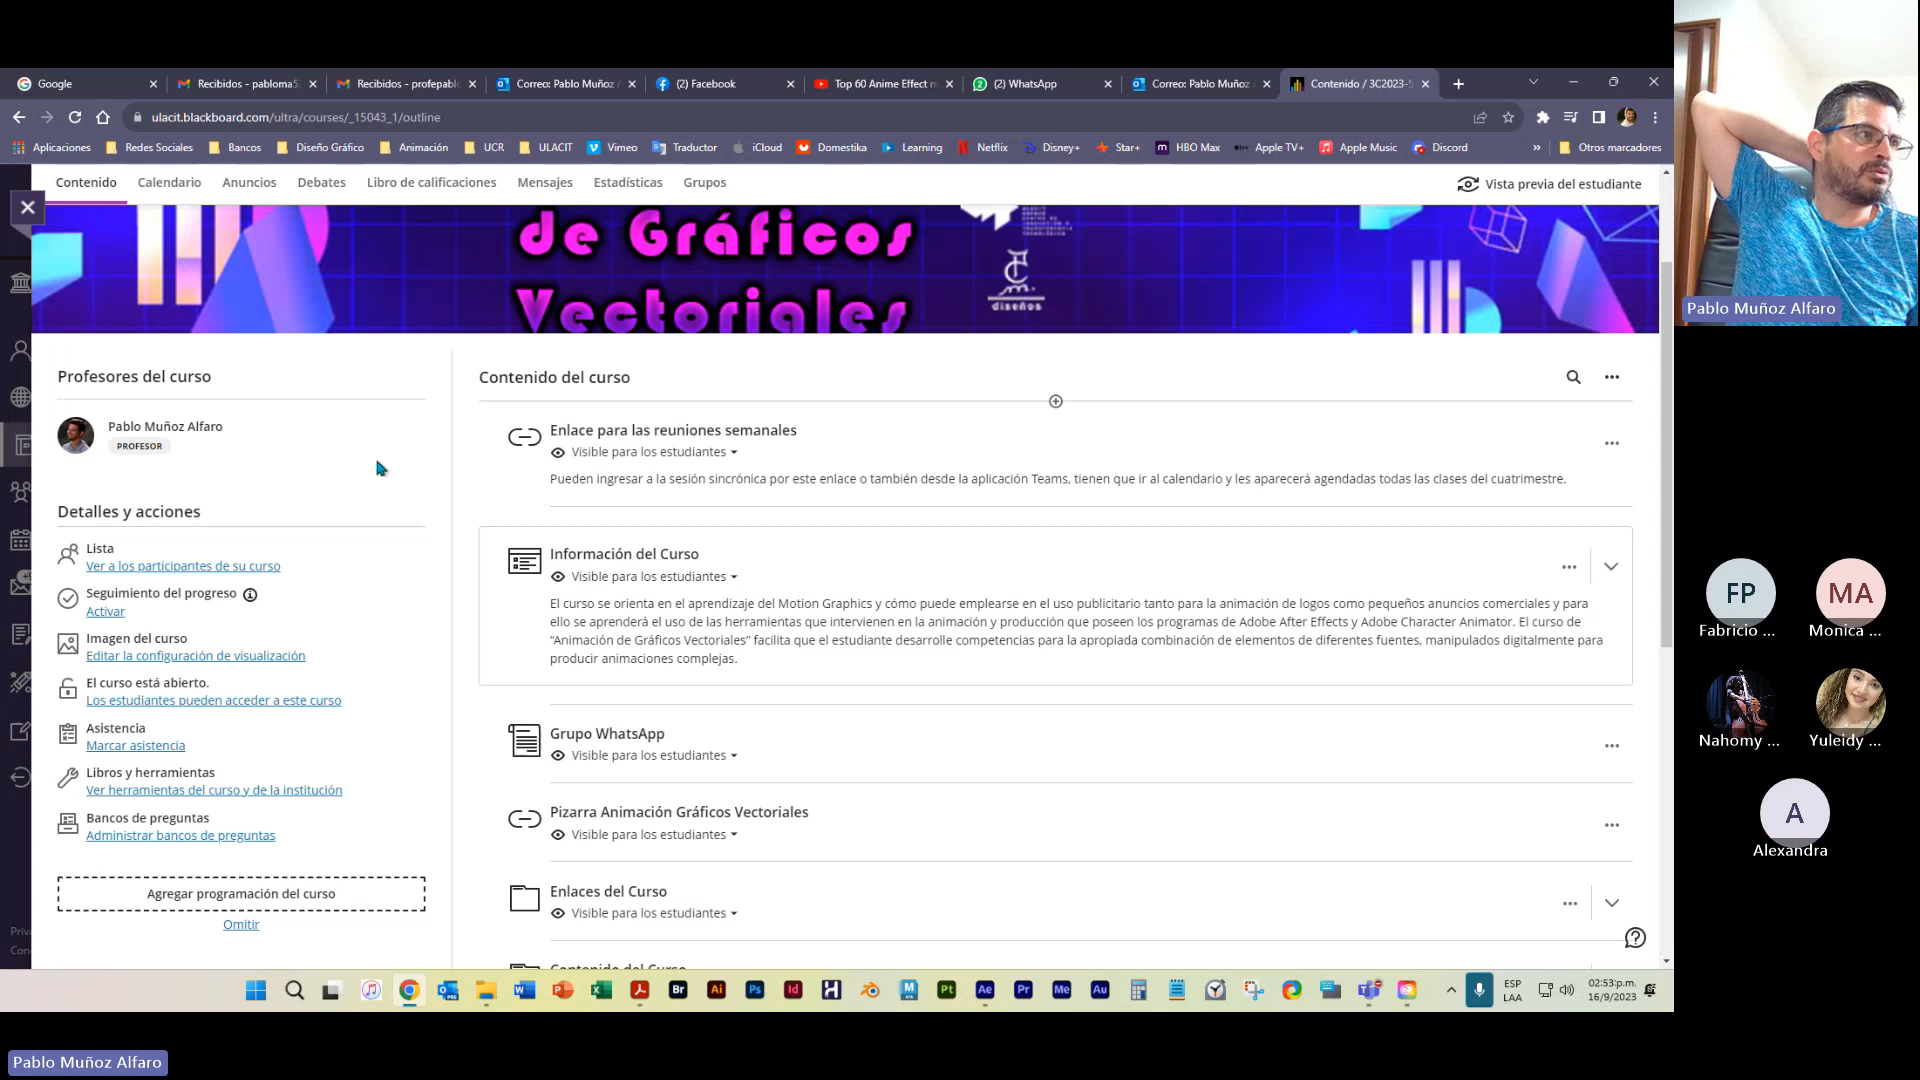 Google
Recibidos - pabloma5
Recibidos - profepabl
Correo: Pablo Muñoz
(2) Facebook
Top 60 Anime Effect
(2) WhatsApp
Correo: Pablo Muñoz
Contenido / 3C2023-
ulacit.blackboard.com/ultra/courses/_15043_1/outline
Aplicaciones
Redes Sociales
Bancos
Diseño Gráfico
Animación
UCR
ULACIT
Vimeo
Traductor
iCloud
Domestika
Learning
Netflix
Disney+
Star+
HBO Max
Apple TV+
Apple Music
Discord
»
Otros marcadores
Contenido
Calendario
Anuncios
Debates
Libro de calificaciones
Mensajes
Estadísticas
Grupos
Vista previa del estudiante
de Gráficos
Vectoriales
diseños
Profesores del curso
Pablo Muñoz Alfaro
PROFESOR
Detalles y acciones
Lista
Ver a los participantes de su curso
Seguimiento del progreso
Activar
Imagen del curso
Editar la configuración de visualización
El curso está abierto.
Los estudiantes pueden acceder a este curso
Asistencia
Marcar asistencia
Libros y herramientas
Ver herramientas del curso y de la institución
Bancos de preguntas
Administrar bancos de preguntas
Agregar programación del curso
Omitir
Contenido del curso
Enlace para las reuniones semanales
Visible para los estudiantes
Pueden ingresar a la sesión sincrónica por este enlace o también desde la aplicación Teams, tienen que ir al calendario y les aparecerá agendadas todas las clases del cuatrimestre.
Información del Curso
Visible para los estudiantes
El curso se orienta en el aprendizaje del Motion Graphics y cómo puede emplearse en el uso publicitario tanto para la animación de logos como pequeños anuncios comerciales y para
ello se aprenderá el uso de las herramientas que intervienen en la animación y producción que poseen los programas de Adobe After Effects y Adobe Character Animator. El curso de
“Animación de Gráficos Vectoriales” facilita que el estudiante desarrolle competencias para la apropiada combinación de elementos de diferentes fuentes, manipulados digitalmente para
producir animaciones complejas.
Grupo WhatsApp
Visible para los estudiantes
Pizarra Animación Gráficos Vectoriales
Visible para los estudiantes
Enlaces del Curso
Visible para los estudiantes
Contenido del Curso
Priv
Con
Br
Ai
Ps
Id
Pt
Ae
Pr
Me
Au
ESP
LAA
02:53p.m.
16/9/2023
Pablo Muñoz Alfaro
FP
Fabricio ...
MA
Monica ...
Nahomy ...
Yuleidy ...
A
Alexandra
Pablo Muñoz Alfaro